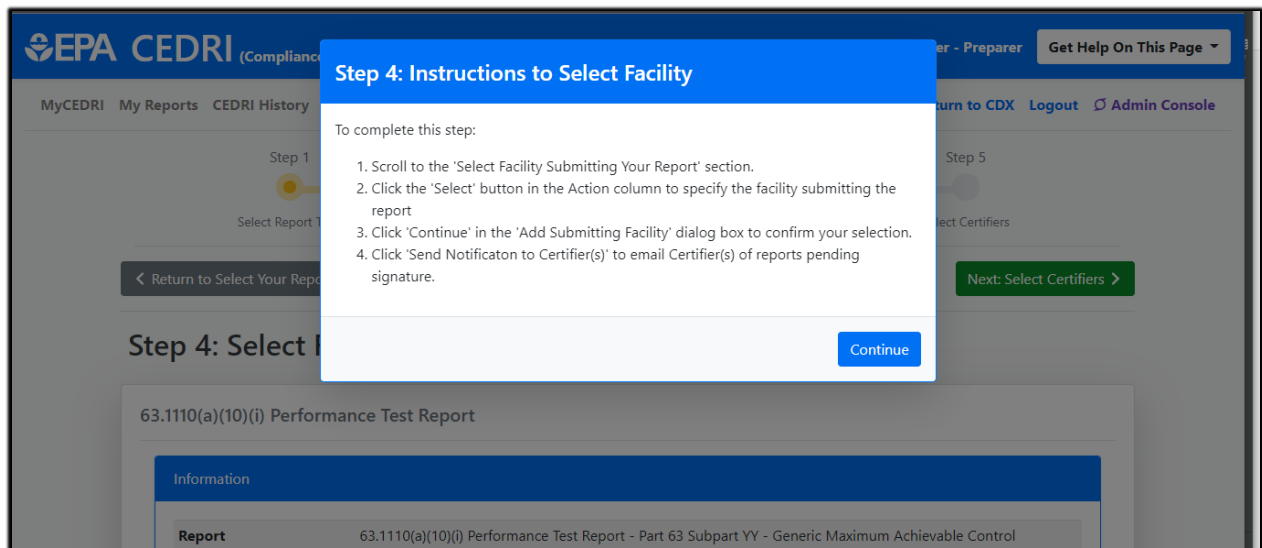 EPA CEDRI (Complianc
er - Preparer
Get Help On This Page
MyCEDRI My Reports CEDRI History
turn to CDX Logout Admin Console
Step 4: Instructions to Select Facility
To complete this step:
1. Scroll to the 'Select Facility Submitting Your Report' section.
2. Click the 'Select' button in the Action column to specify the facility submitting the
report
3. Click 'Continue' in the 'Add Submitting Facility' dialog box to confirm your selection.
4. Click 'Send Notificaton to Certifier(s)' to email Certifier(s) of reports pending
signature.
Continue
Step 1
Step 5
Select Report T
lect Certifiers
Return to Select Your Repo
Next: Select Certifiers
Step 4: Select F
63.1110(a)(10)(i) Performance Test Report
Information
Report 63.1110(a)(10)(i) Performance Test Report - Part 63 Subpart YY - Generic Maximum Achievable Control